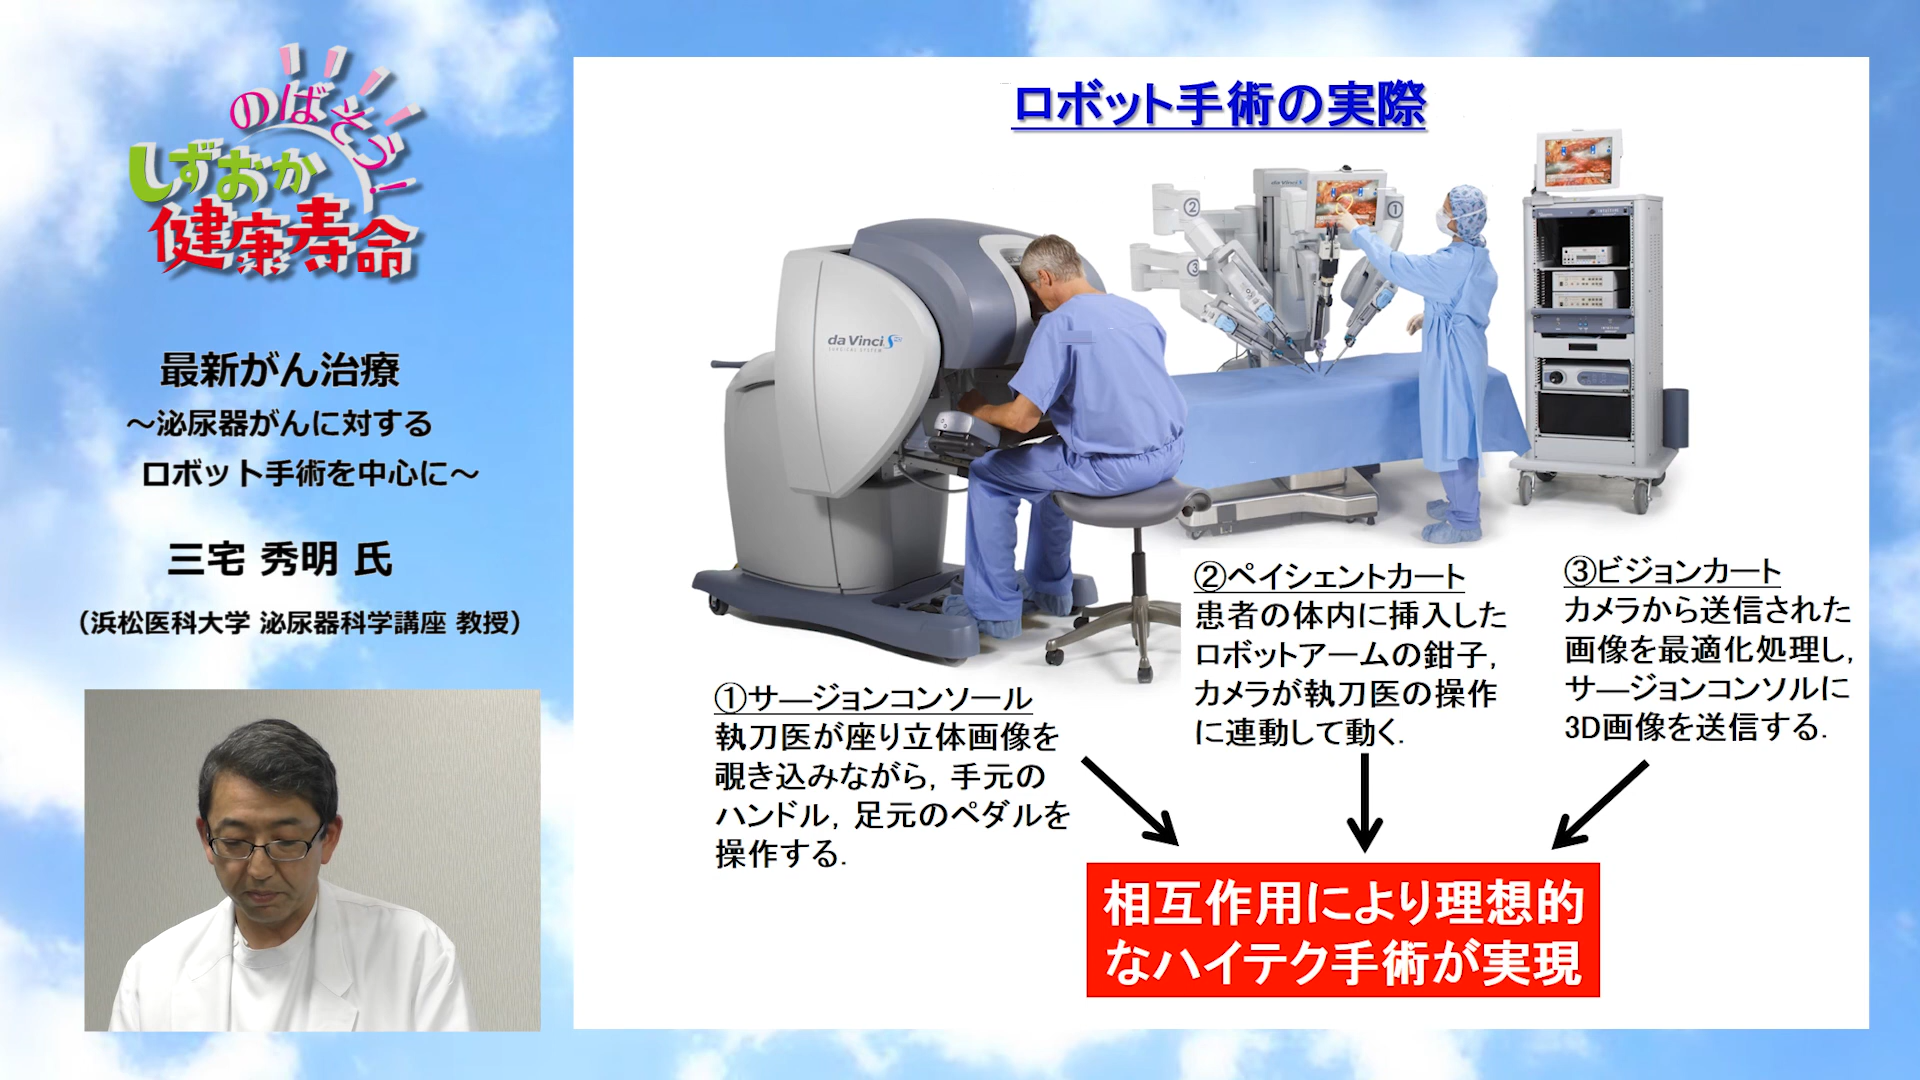 のばそう!
しずおか
健康寿命
最新がん治療
~泌尿器がんに対する
ロボット手術を中心に~
三宅 秀明 氏
(浜松医科大学 泌尿器科学講座 教授)
ロボット手術の実際
da Vinci S
②
①
③
da Vinci Si
SURGICAL SYSTEM
①サージョンコンソール
執刀医が座り立体画像を
覗き込みながら, 手元の
ハンドル, 足元のペダルを
操作する.
②ペイシェントカート
患者の体内に挿入した
ロボットアームの鉗子,
カメラが執刀医の操作
に連動して動く.
③ビジョンカート
カメラから送信された
画像を最適化処理し,
サージョンコンソルに
3D画像を送信する.
相互作用により理想的
なハイテク手術が実現